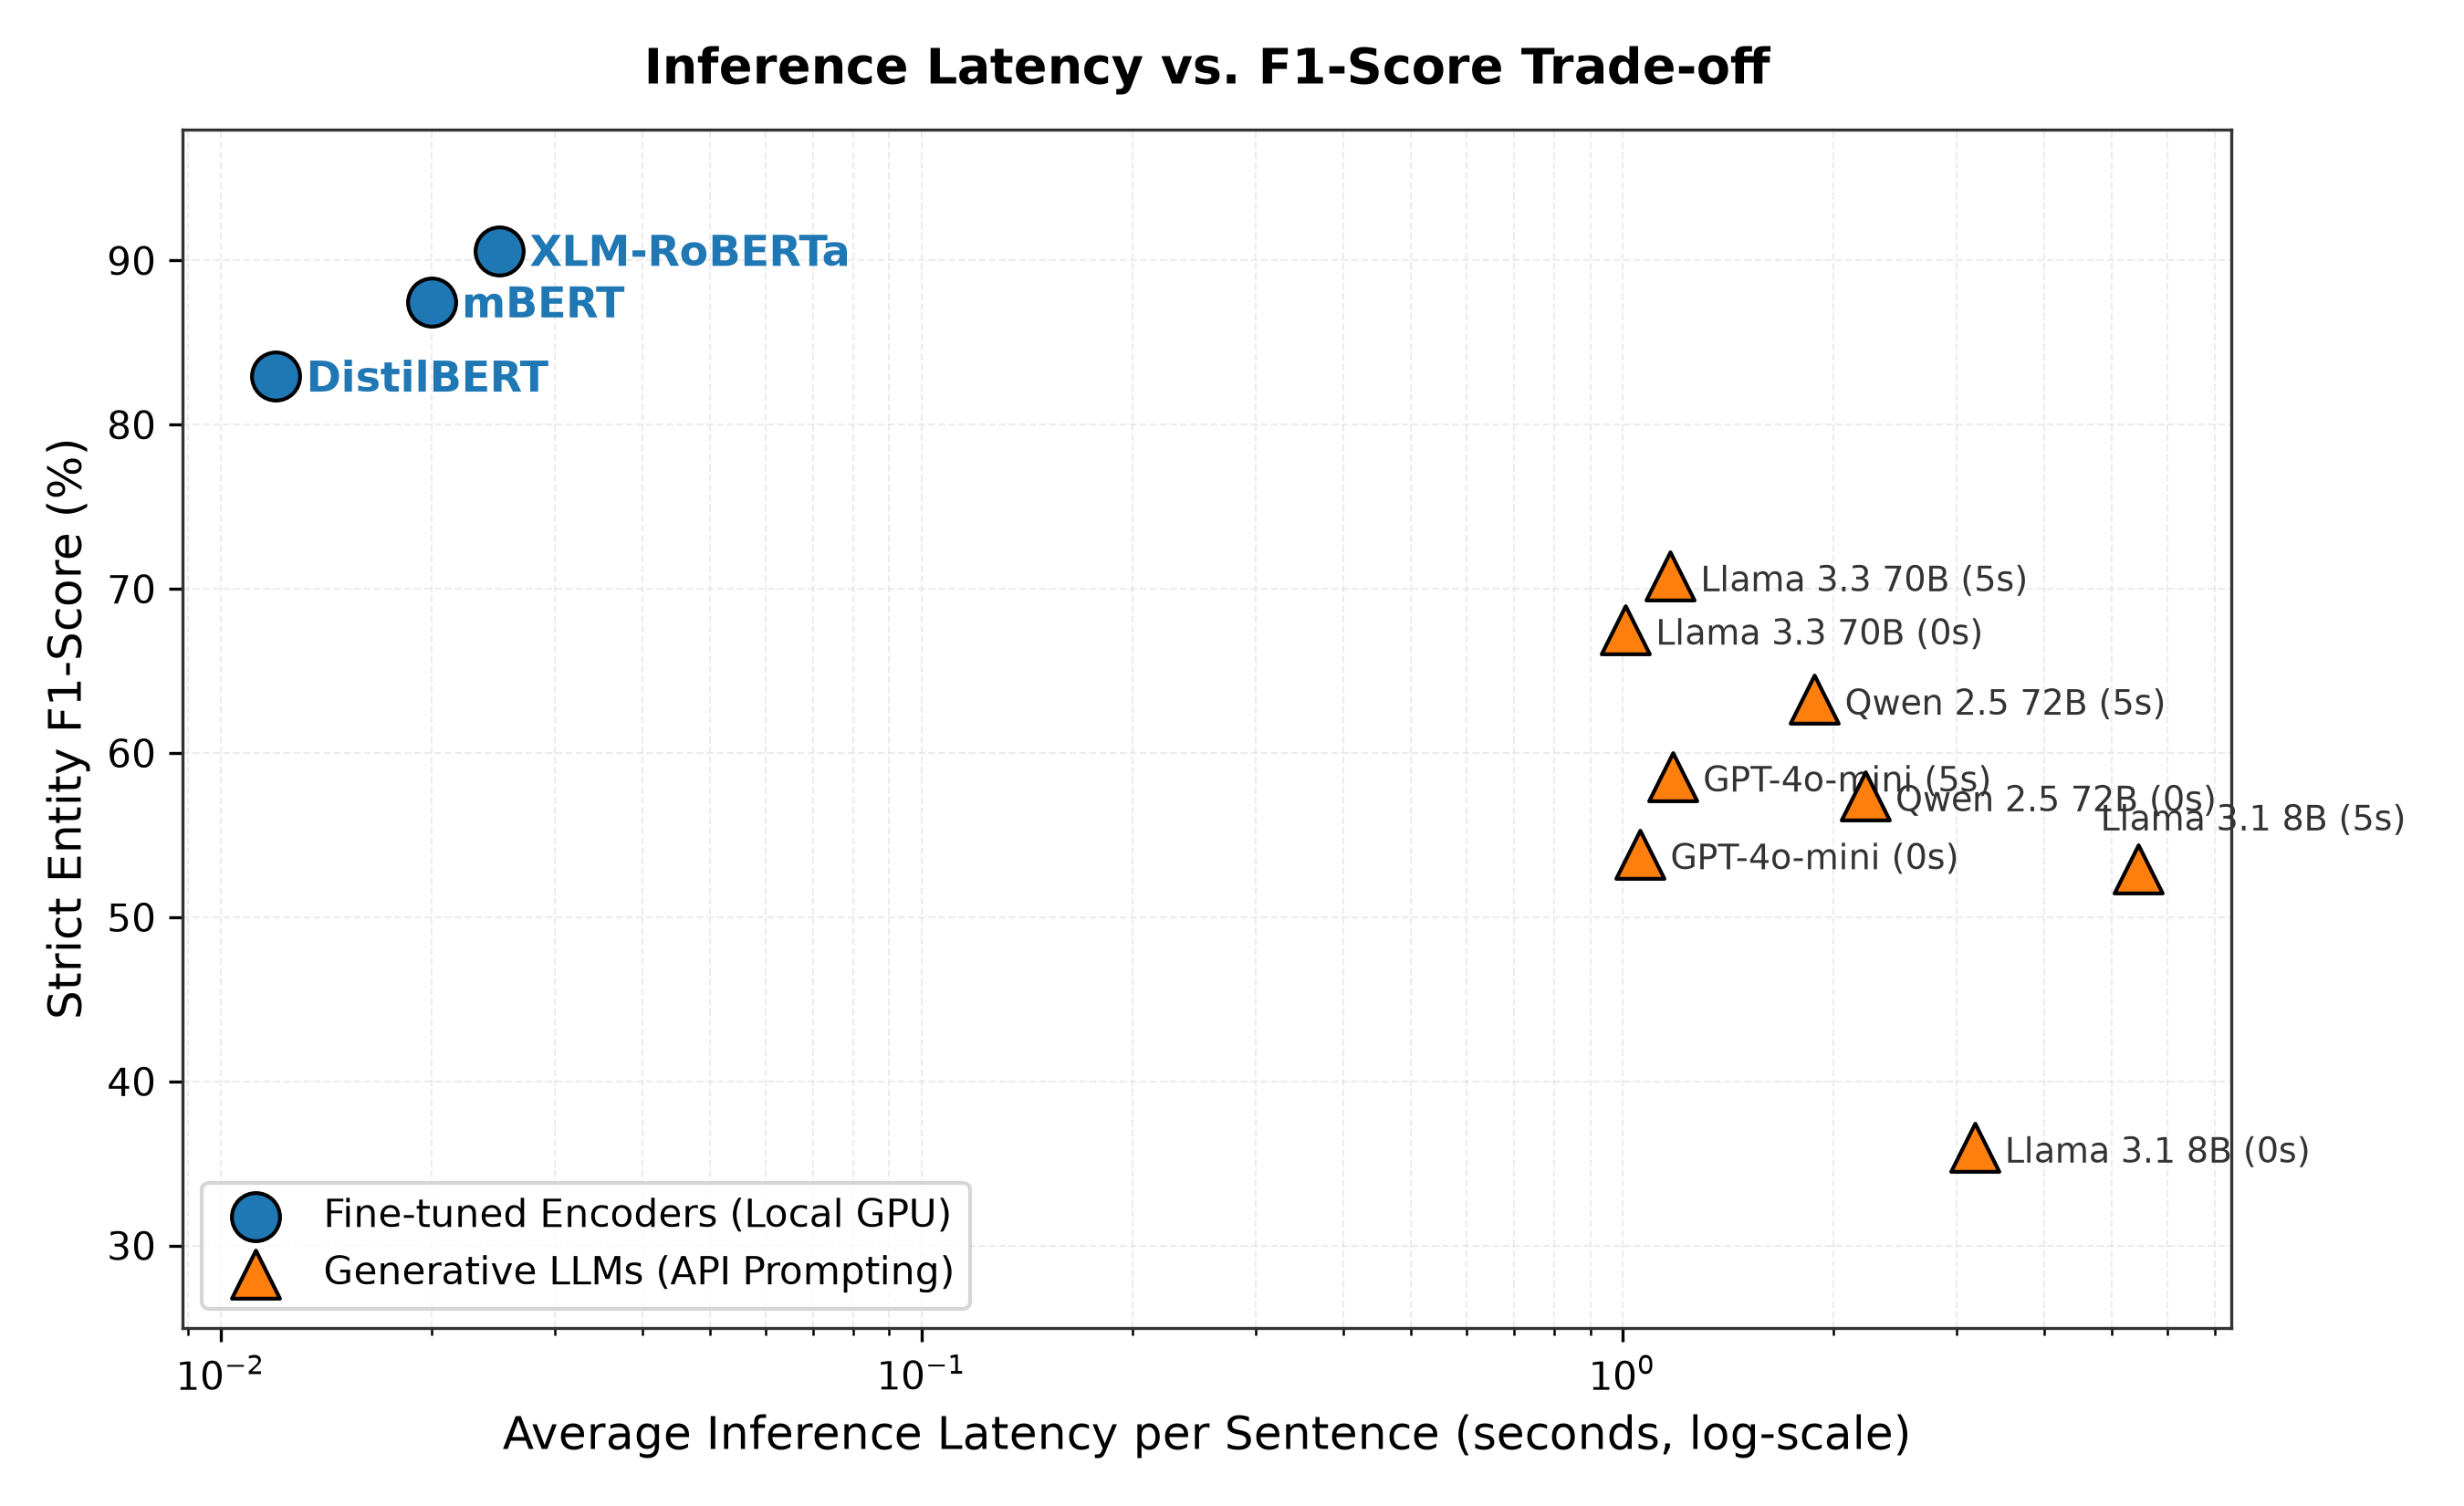 Inference Latency vs. F1-Score Trade-off
Strict Entity F1-Score (%)
90
80
70
60
50
40
30
XLM-RoBERTa
mBERT
DistilBERT
Llama 3.3 70B (5s)
Llama 3.3 70B (0s)
Qwen 2.5 72B (5s)
GPT-4o-mini (5s)
Qwen 2.5 72B (0s)
Llama 3.1 8B (5s)
GPT-4o-mini (0s)
Llama 3.1 8B (0s)
Fine-tuned Encoders (Local GPU)
Generative LLMs (API Prompting)
10⁻² 10⁻¹ 10⁰
Average Inference Latency per Sentence (seconds, log-scale)